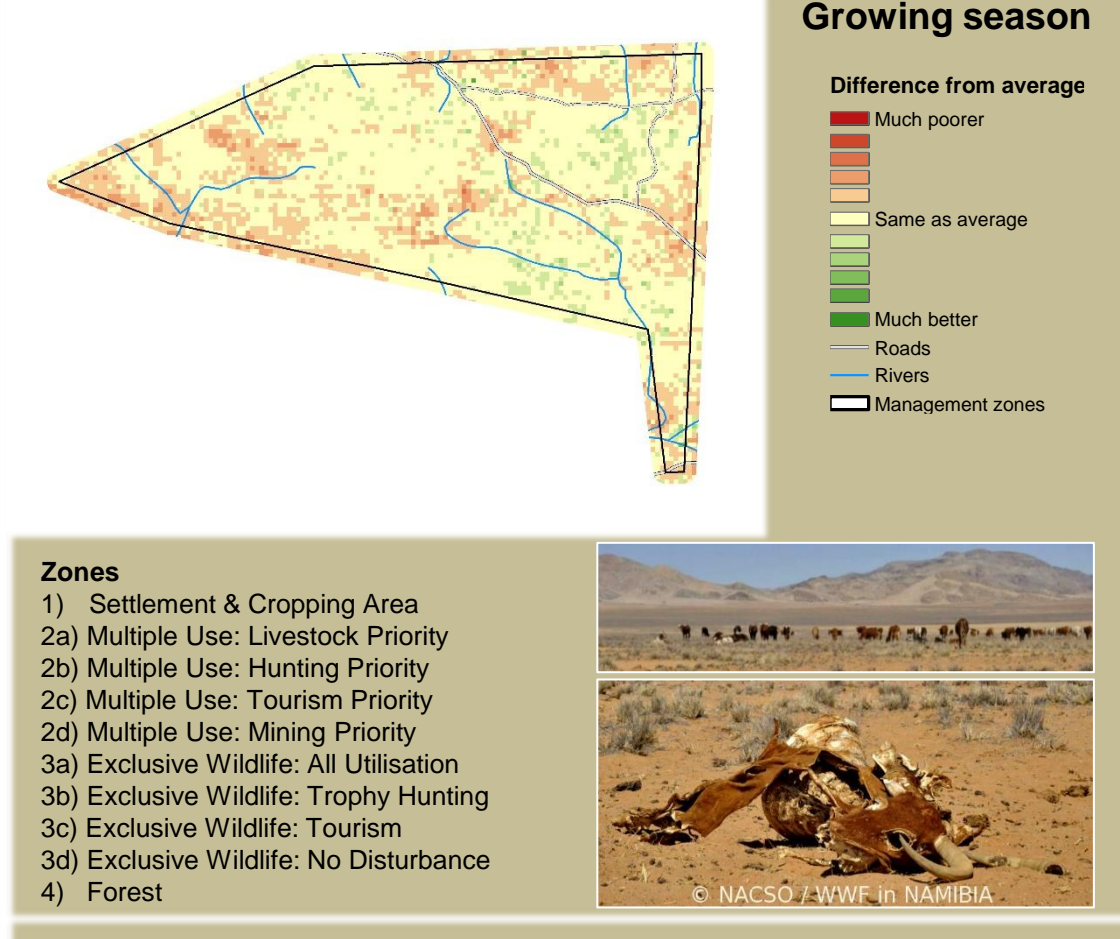 Growing season
Difference from average
Much poorer
Same as average
Much better
Roads
Rivers
Management zones
Zones
1) Settlement & Cropping Area
2a) Multiple Use: Livestock Priority
2b) Multiple Use: Hunting Priority
2c) Multiple Use: Tourism Priority
2d) Multiple Use: Mining Priority
3a) Exclusive Wildlife: All Utilisation
3b) Exclusive Wildlife: Trophy Hunting
3c) Exclusive Wildlife: Tourism
3d) Exclusive Wildlife: No Disturbance
4) Forest
© NACSO / WWF in NAMIBIA